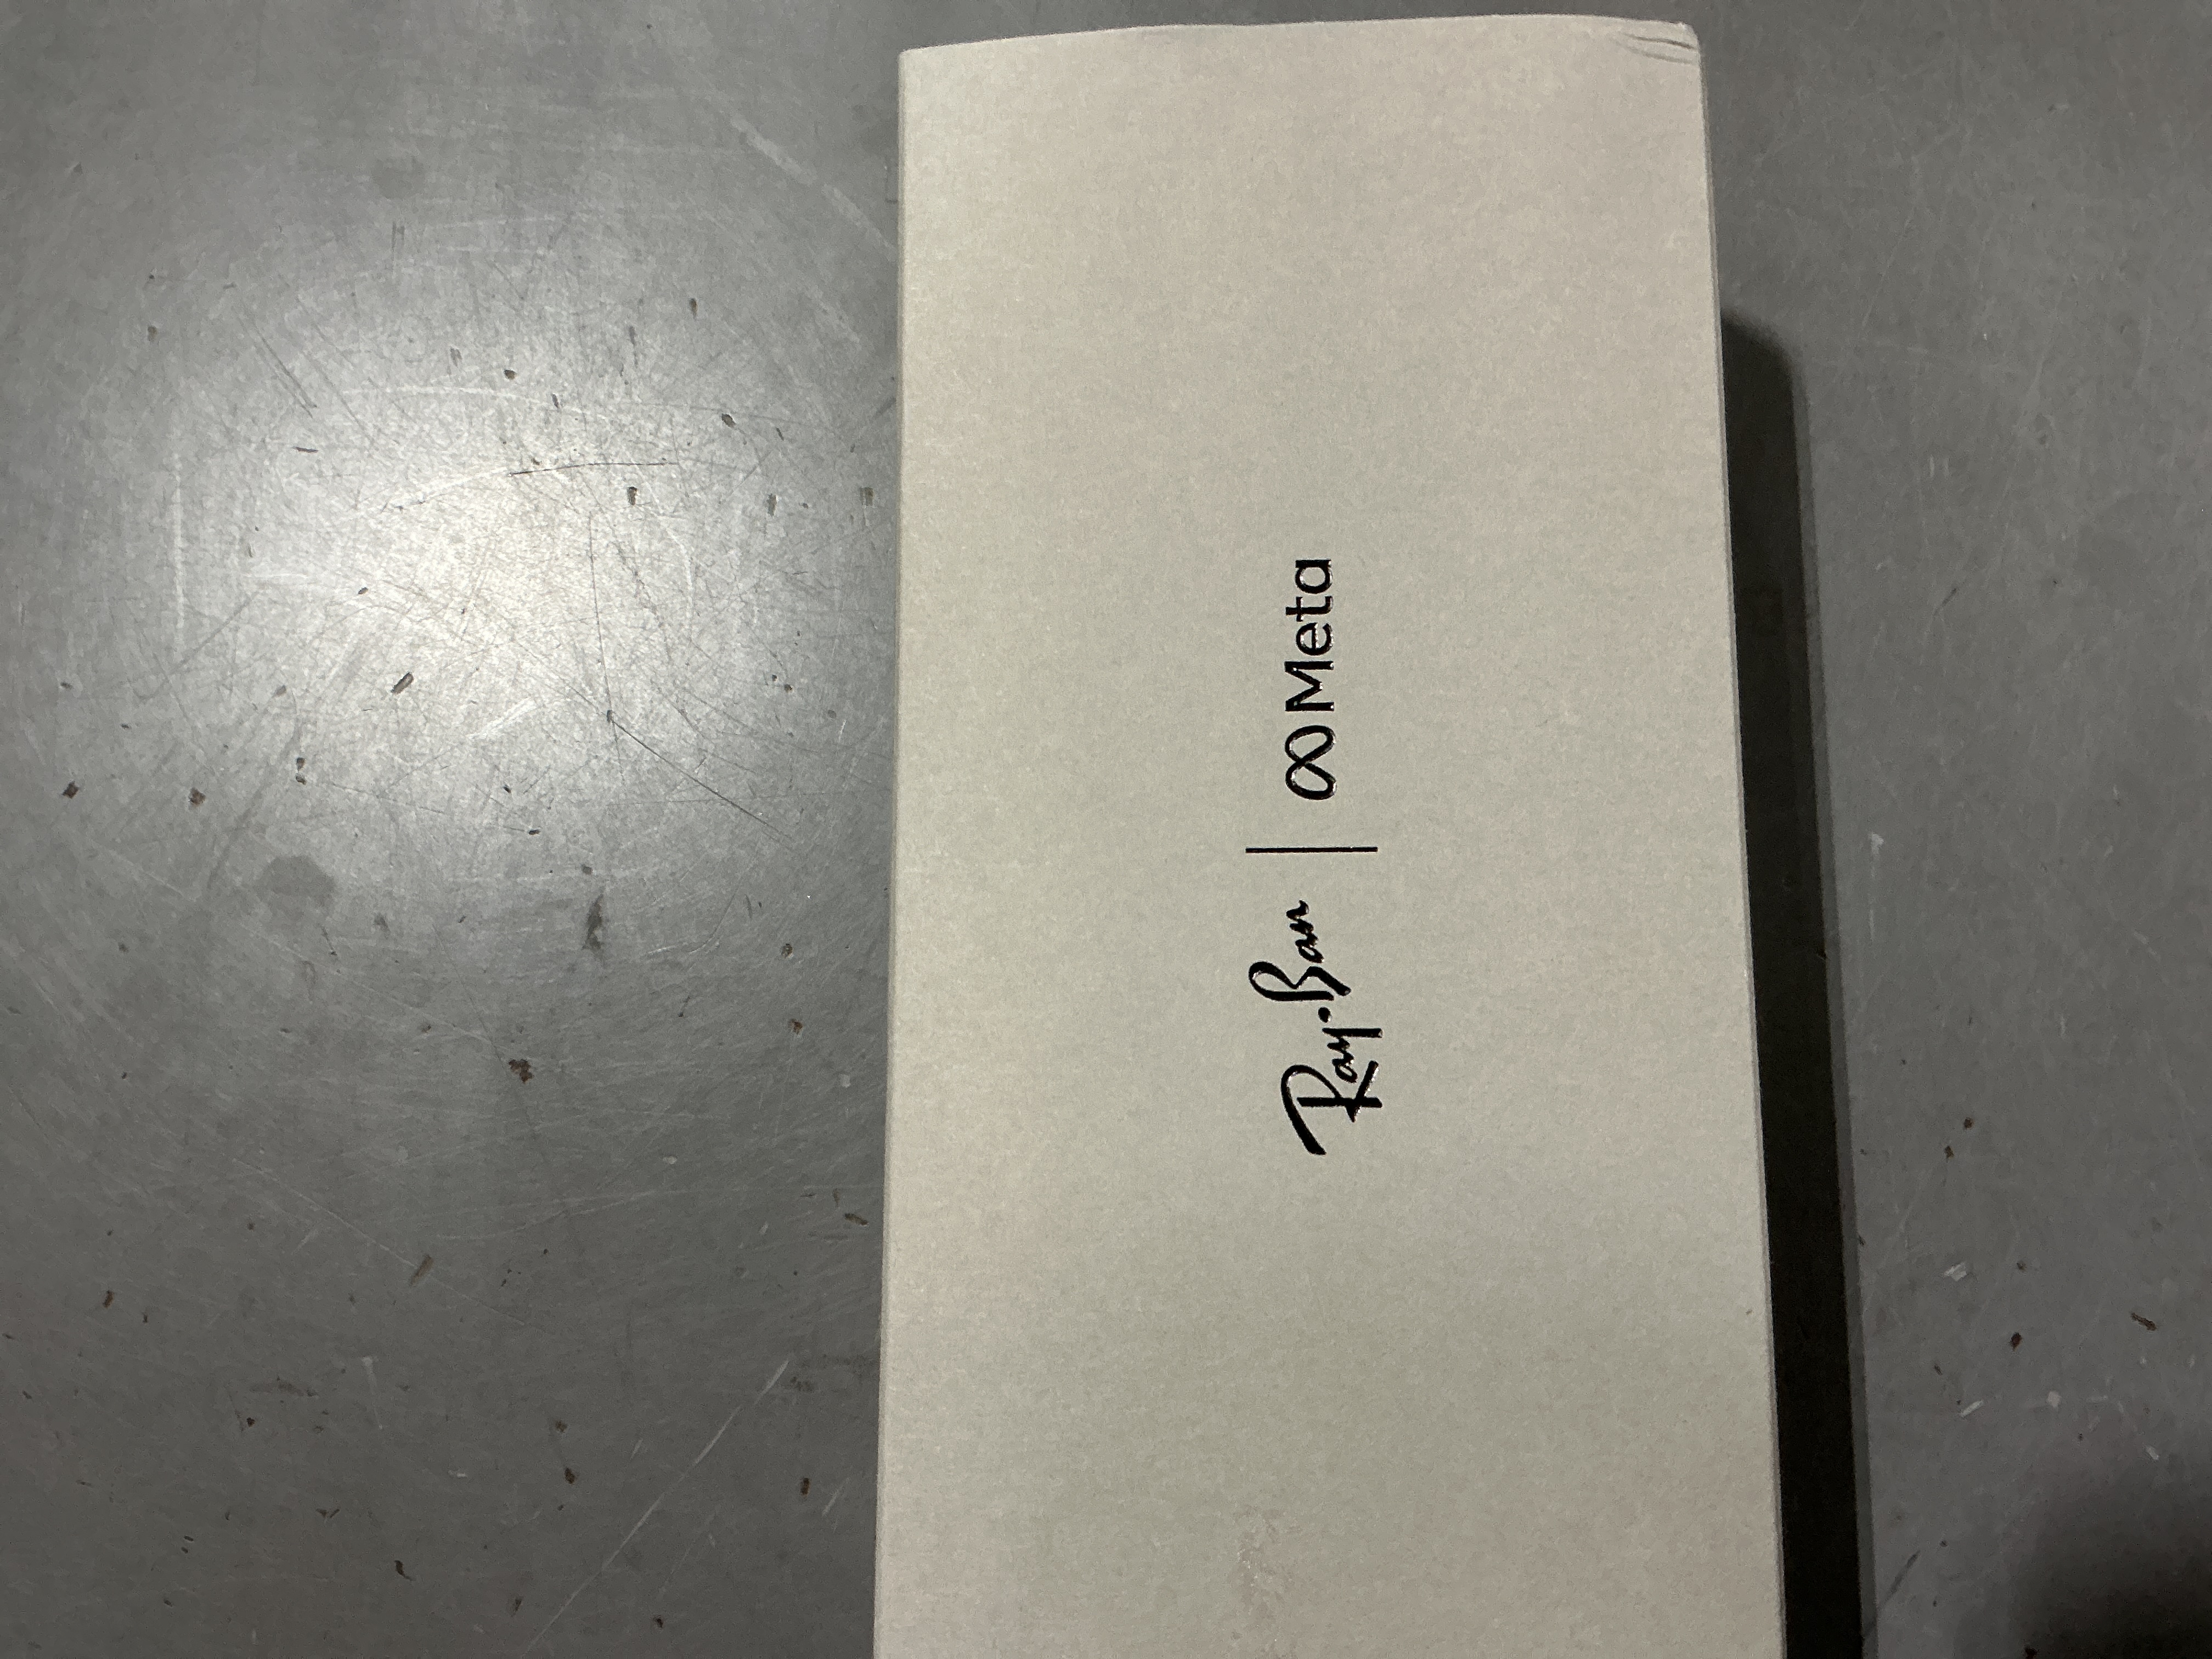 Ray-Ban | Meta